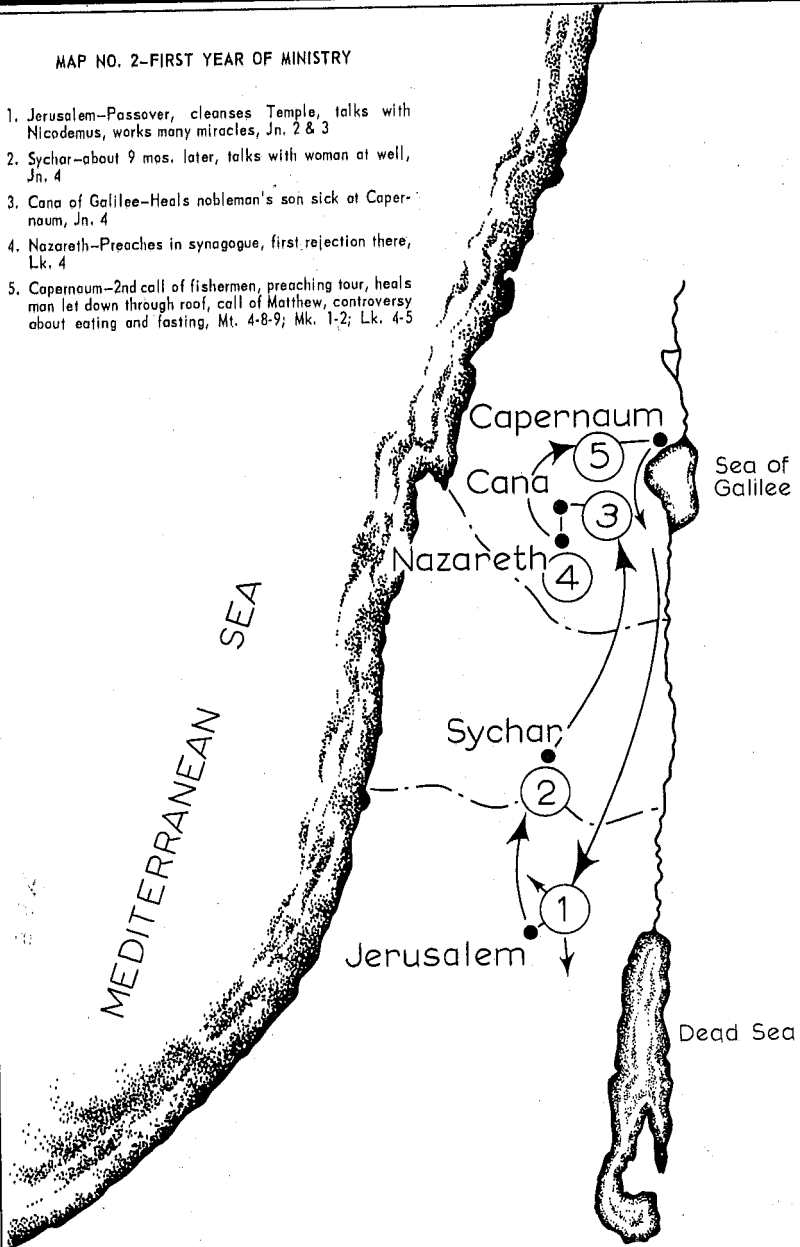 MAP NO. 2-FIRST YEAR OF MINISTRY
1. Jerusalem-Passover, cleanses Temple, talks with
Nicodemus, works many miracles, Jn. 2 & 3
2. Sychar-about 9 mos. later, talks with woman at well,
Jn. 4
3. Cana of Galilee-Heals nobleman's son sick at Caper-
naum, Jn. 4
4. Nazareth-Preaches in synagogue, first rejection there,
Lk. 4
5. Capernaum-2nd call of fishermen, preaching tour, heals
man let down through roof, call of Matthew, controversy
about eating and fasting, Mt. 4-8-9; Mk. 1-2; Lk. 4-5
Capernaum
5
Sea of
Galilee
Cana
3
Nazareth
4
MEDITERRANEAN SEA
Sychar
2
1
Jerusalem
Dead Sea